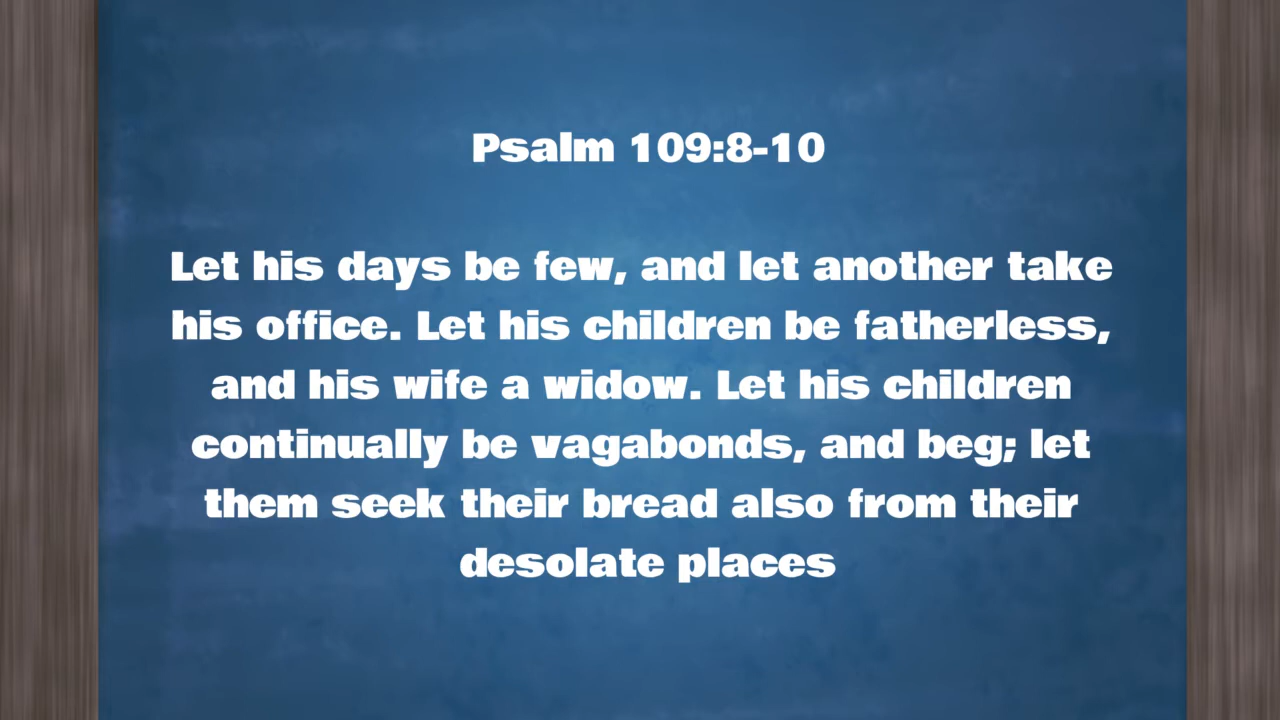 Psalm 109:8-10
Let his days be few, and let another take
his office. Let his children be fatherless,
and his wife a widow. Let his children
continually be vagabonds, and beg; let
them seek their bread also from their
desolate places